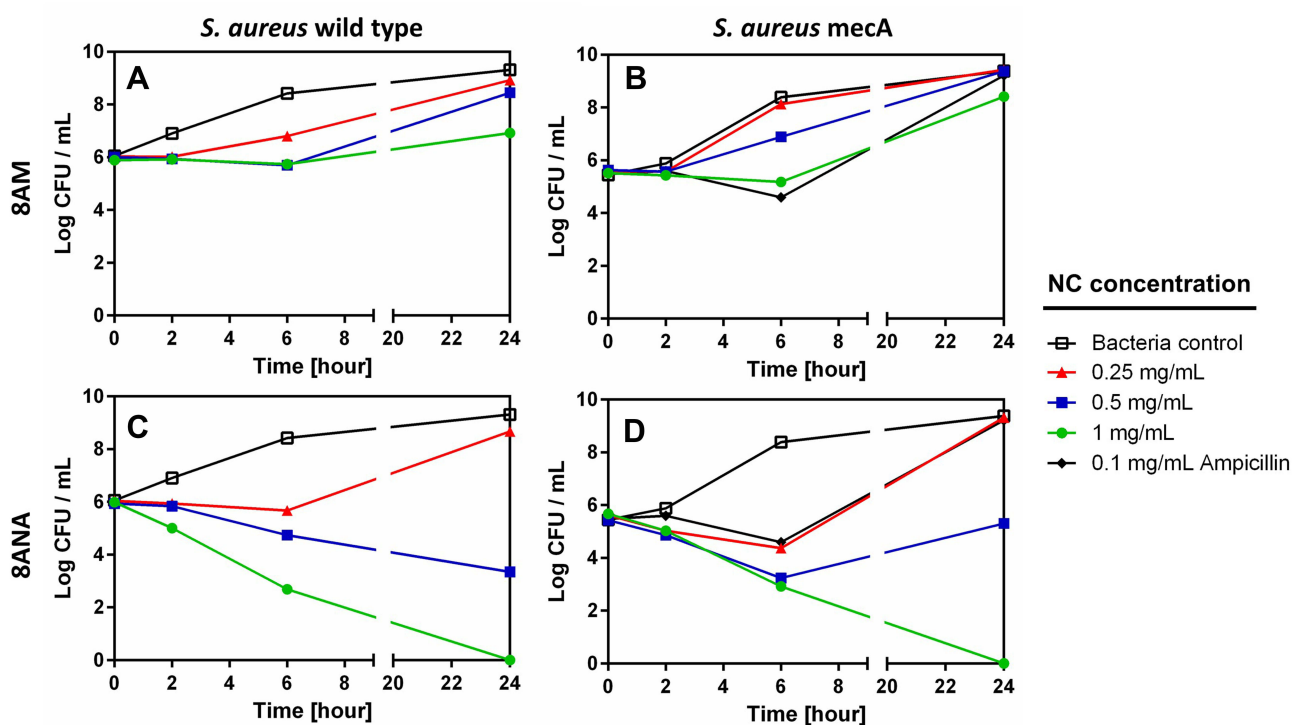 S. aureus wild type
S. aureus mecA
8AM
A
Log CFU / mL
10
8
6
4
2
0
0 2 4 6 8 20 22 24
Time [hour]
B
Log CFU / mL
10
8
6
4
2
0
0 2 4 6 8 20 22 24
Time [hour]
8ANA
C
Log CFU / mL
10
8
6
4
2
0
0 2 4 6 8 20 22 24
Time [hour]
D
Log CFU / mL
10
8
6
4
2
0
0 2 4 6 8 20 22 24
Time [hour]
NC concentration
Bacteria control
0.25 mg/mL
0.5 mg/mL
1 mg/mL
0.1 mg/mL Ampicillin